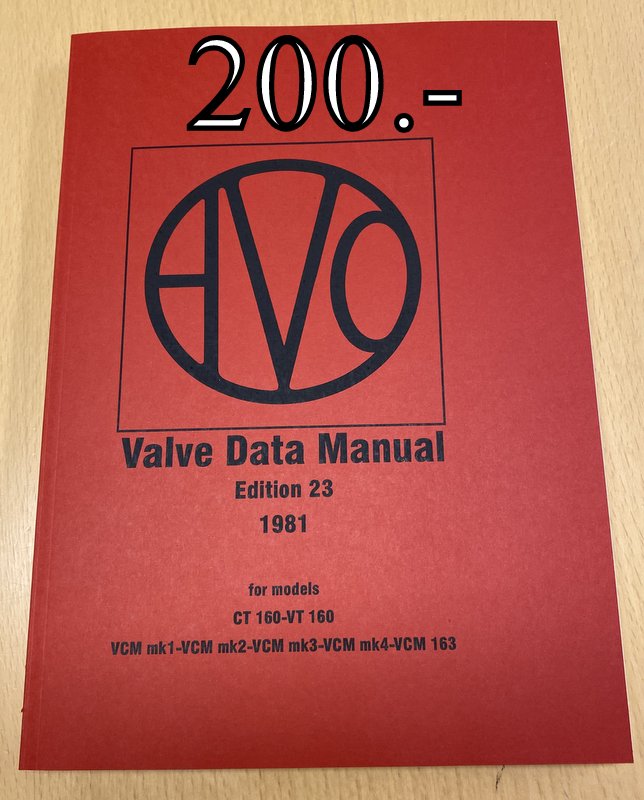 200.-
AVO
Valve Data Manual
Edition 23
1981
for models
CT 160-VT 160
VCM mk1-VCM mk2-VCM mk3-VCM mk4-VCM 163